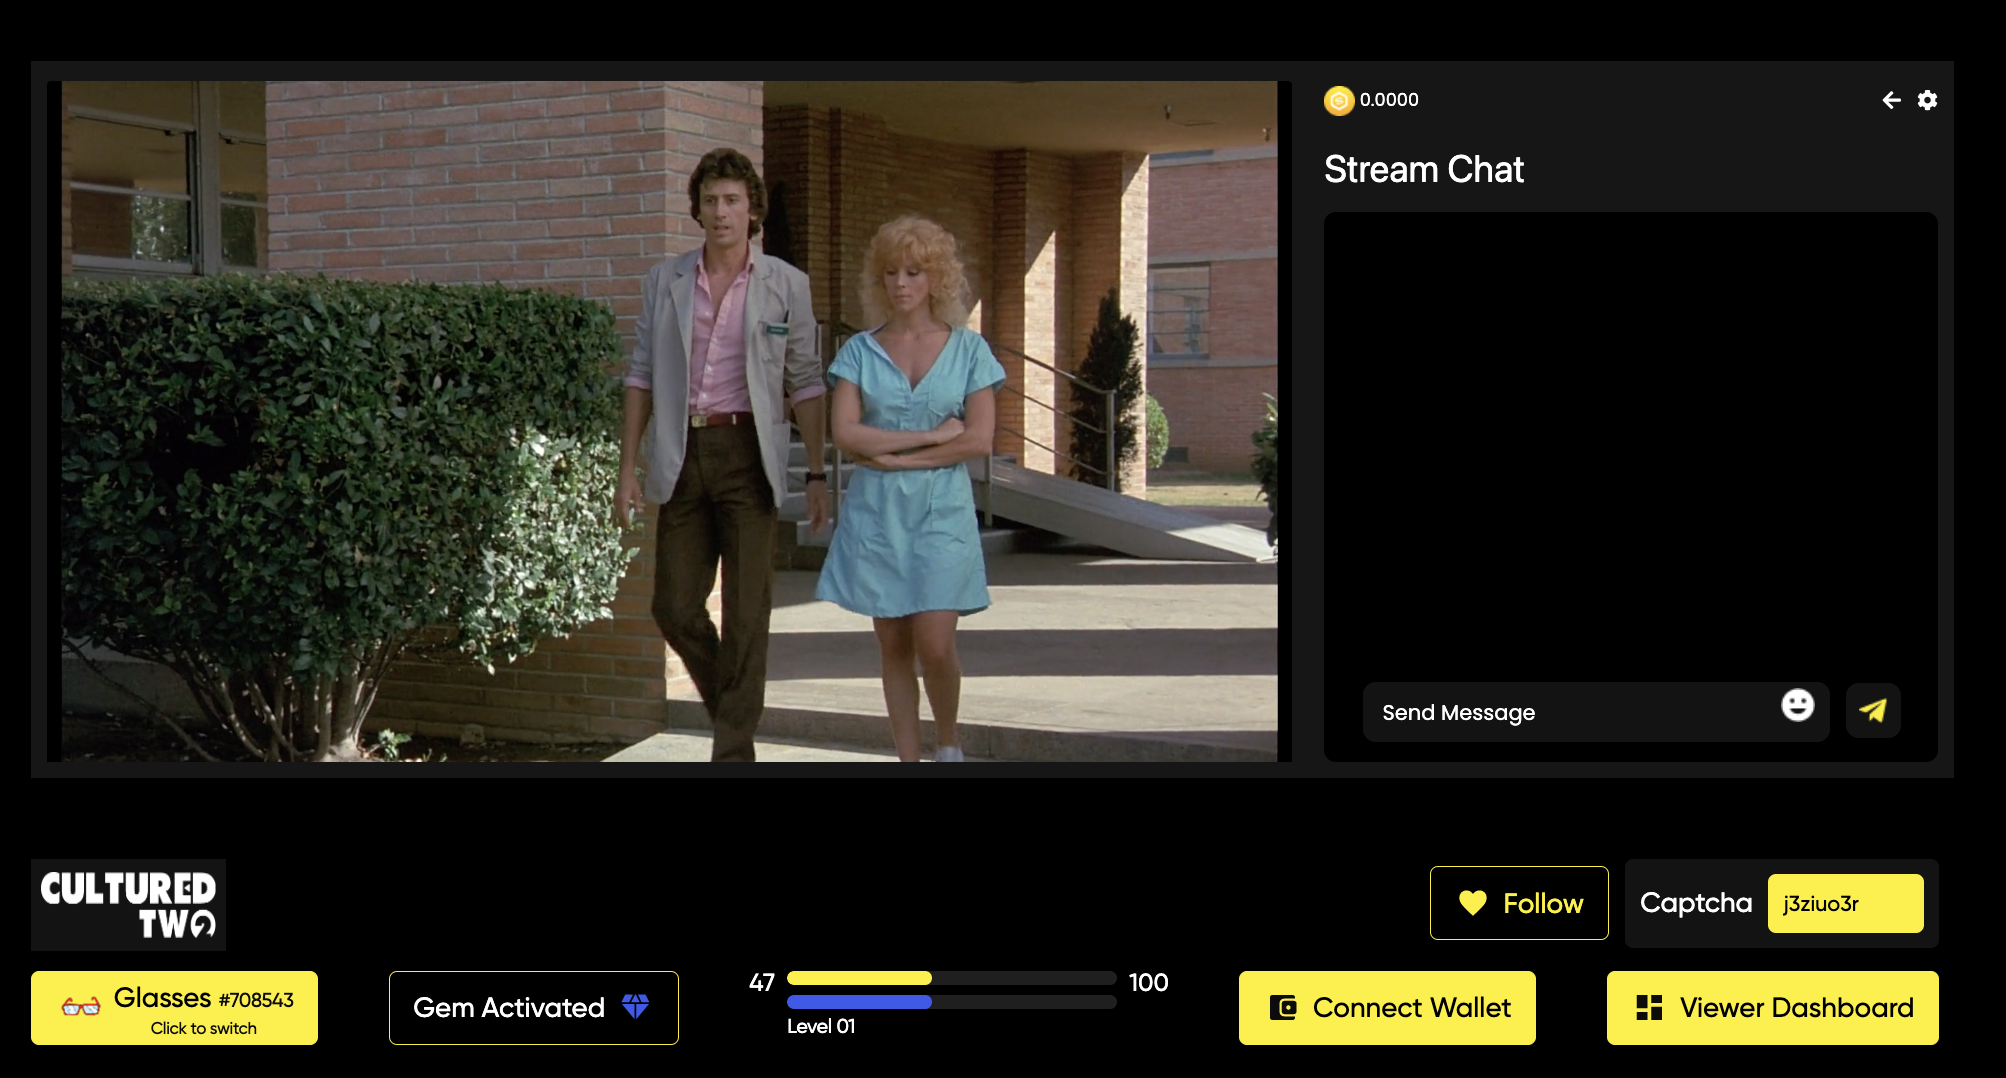 0.0000
Stream Chat
Send Message
CULTURED
TWO
Follow
Captcha
j3ziuo3r
Glasses #708543
Click to switch
Gem Activated
47
100
Level 01
Connect Wallet
Viewer Dashboard